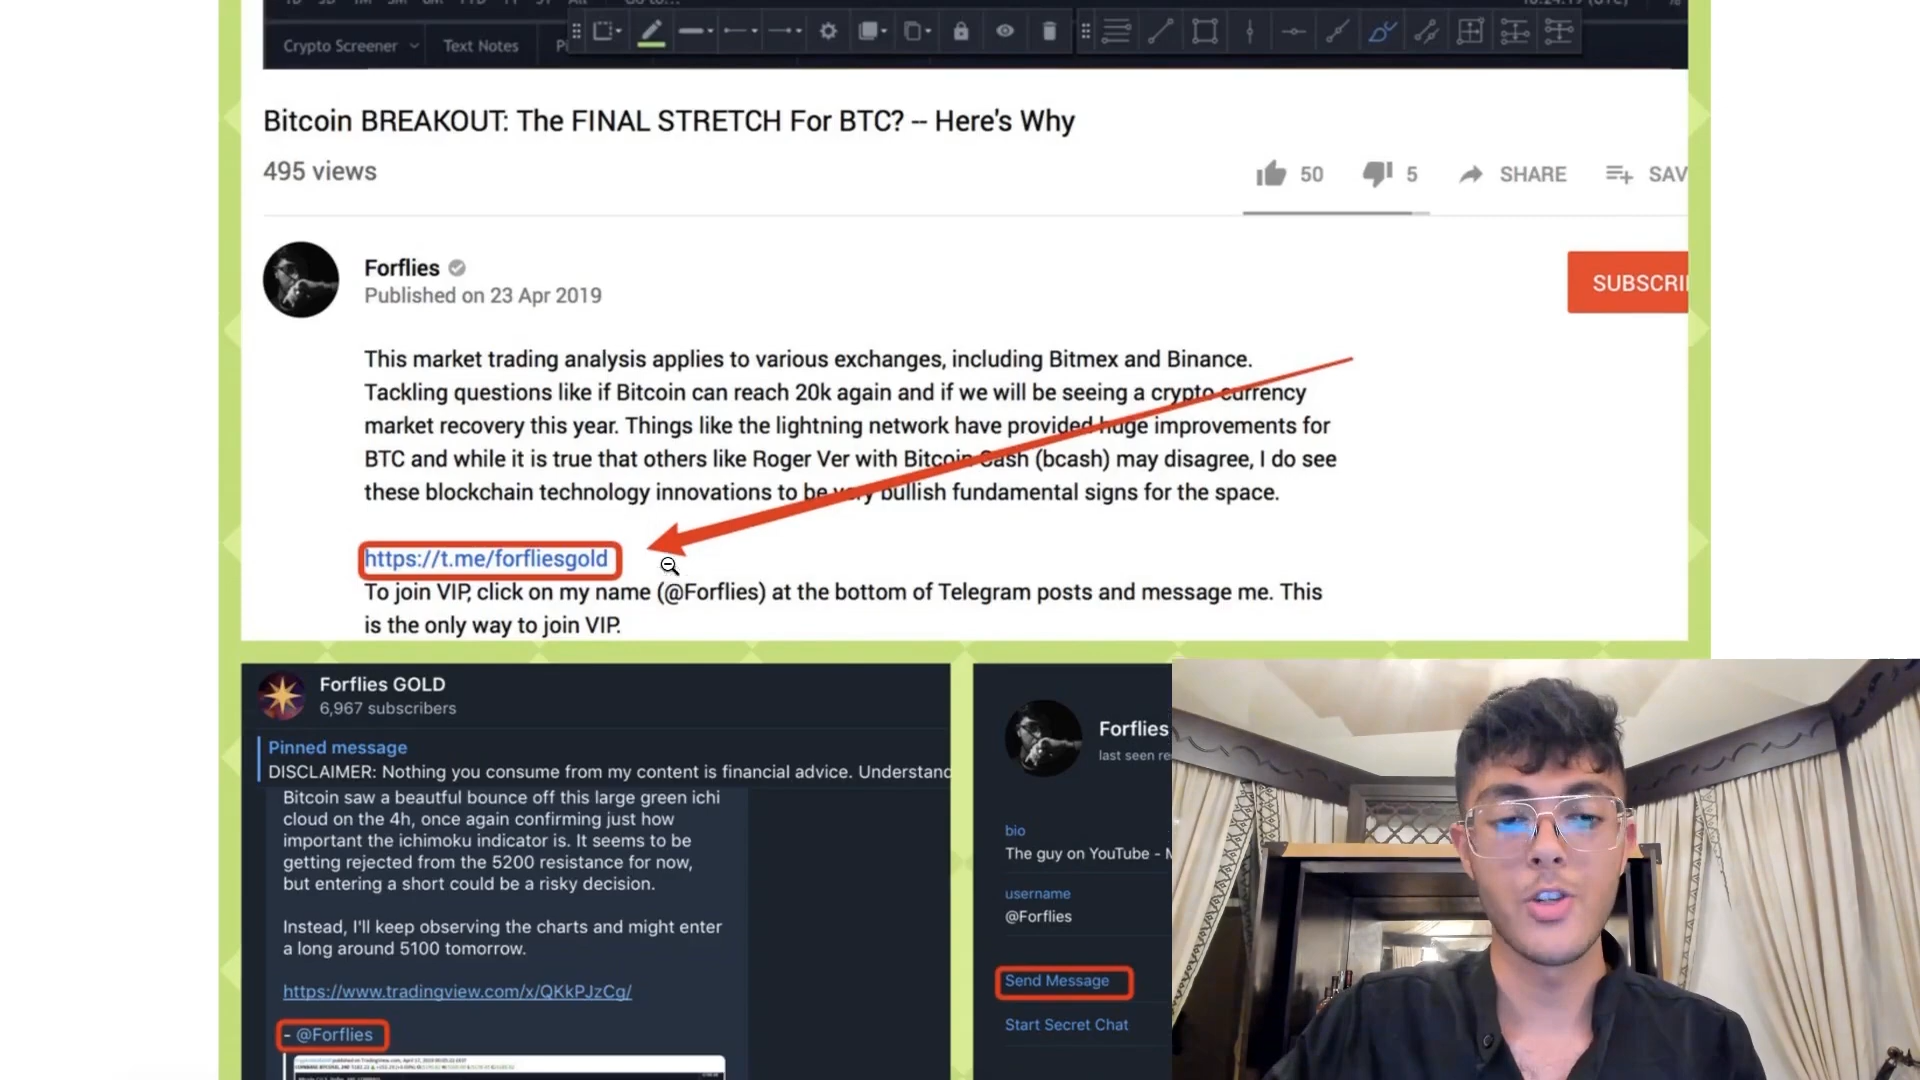 Crypto Screener
Text Notes
Bitcoin BREAKOUT: The FINAL STRETCH For BTC? -- Here's Why
495 views
50
5
SHARE
SAV
Forflies
Published on 23 Apr 2019
SUBSCRI
This market trading analysis applies to various exchanges, including Bitmex and Binance.
Tackling questions like if Bitcoin can reach 20k again and if we will be seeing a crypto currency
market recovery this year. Things like the lightning network have provided huge improvements for
BTC and while it is true that others like Roger Ver with Bitcoin Cash (bcash) may disagree, I do see
these blockchain technology innovations to be very bullish fundamental signs for the space.
https://t.me/forfliesgold
To join VIP, click on my name (@Forflies) at the bottom of Telegram posts and message me. This
is the only way to join VIP.
Forflies GOLD
6,967 subscribers
Pinned message
DISCLAIMER: Nothing you consume from my content is financial advice. Understand
Bitcoin saw a beautful bounce off this large green ichi
cloud on the 4h, once again confirming just how
important the ichimoku indicator is. It seems to be
getting rejected from the 5200 resistance for now,
but entering a short could be a risky decision.
Instead, I'll keep observing the charts and might enter
a long around 5100 tomorrow.
https://www.tradingview.com/x/QKkPJzCg/
- @Forflies
Forflies
last seen re
bio
The guy on YouTube -
username
@Forflies
Send Message
Start Secret Chat